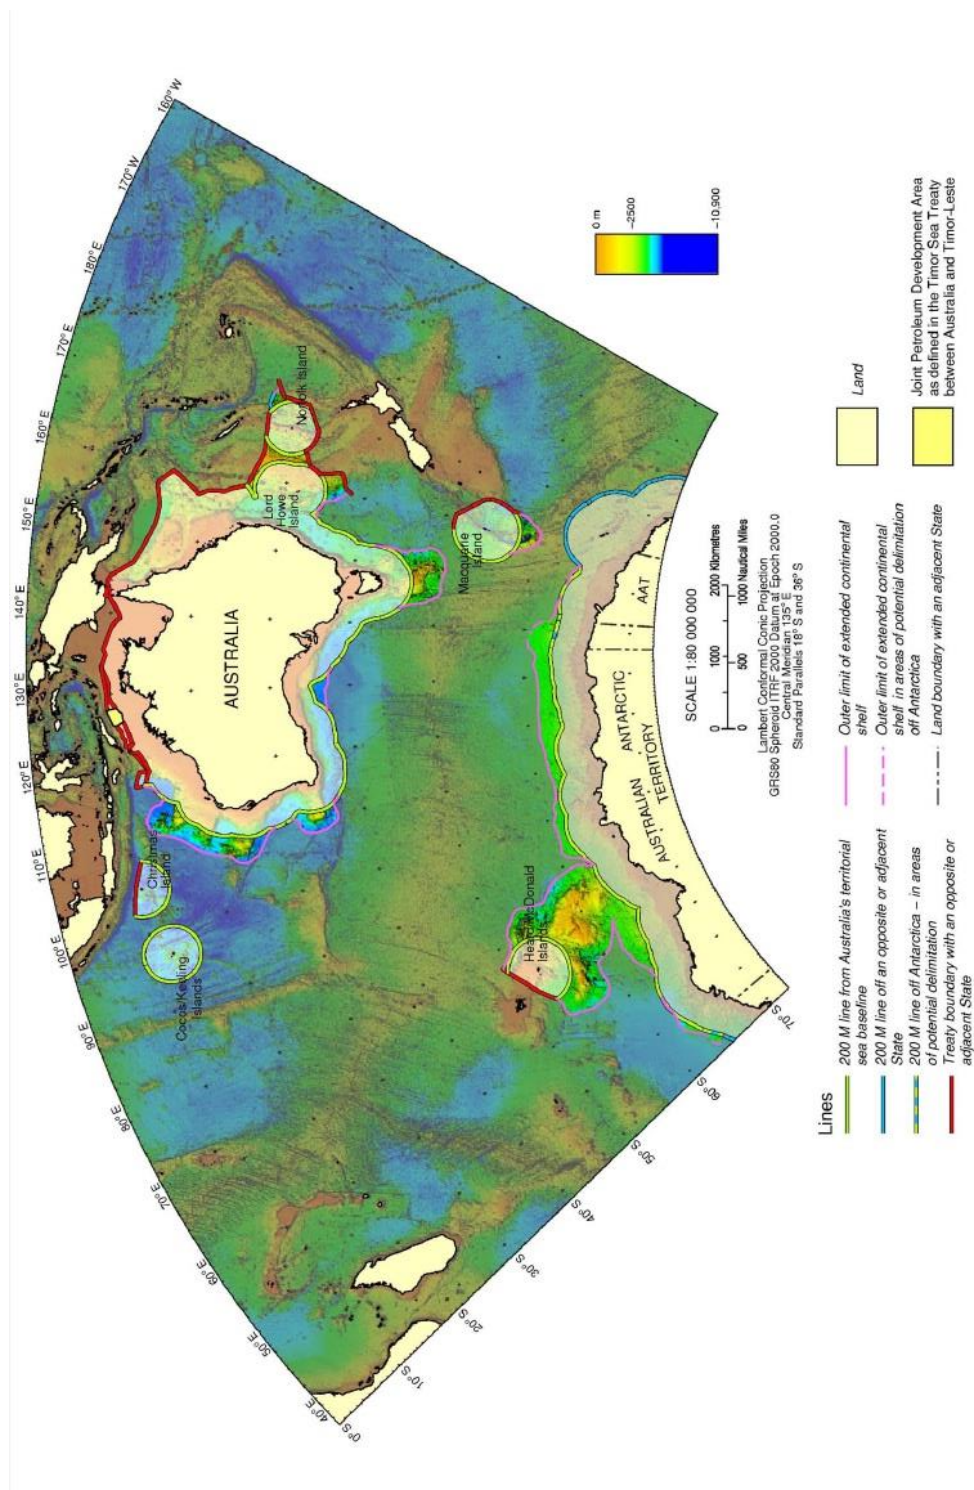 160° W
170° W
180° E
170° E
160° E
150° E
140° E
130° E
120° E
110° E
100° E
90° E
80° E
70° E
60° E
50° E
40° E
0° S
10° S
20° S
30° S
40° S
50° S
60° S
70° S
AUSTRALIA
Norfolk Island
Lord
Howe
Island
Macquarie
Island
Christmas
Island
Cocos/Keeling
Islands
Heard/McDonald
Islands
AUSTRALIAN ANTARCTIC
TERRITORY
AAT
0 m
-2500
-10,900
SCALE 1:80 000 000
0 1000 2000 Kilometres
0 500 1000 Nautical Miles
Lambert Conformal Conic Projection
GRS80 Spheroid ITRF 2000 Datum at Epoch 2000.0
Central Meridian 135° E
Standard Parallels 18° S and 36° S
Lines
200 M line from Australia's territorial
sea baseline
200 M line off an opposite or adjacent
State
200 M line off Antarctica – in areas
of potential delimitation
Treaty boundary with an opposite or
adjacent State
Outer limit of extended continental
shelf
Outer limit of extended continental
shelf in areas of potential delimitation
off Antarctica
Land boundary with an adjacent State
Land
Joint Petroleum Development Area
as defined in the Timor Sea Treaty
between Australia and Timor-Leste